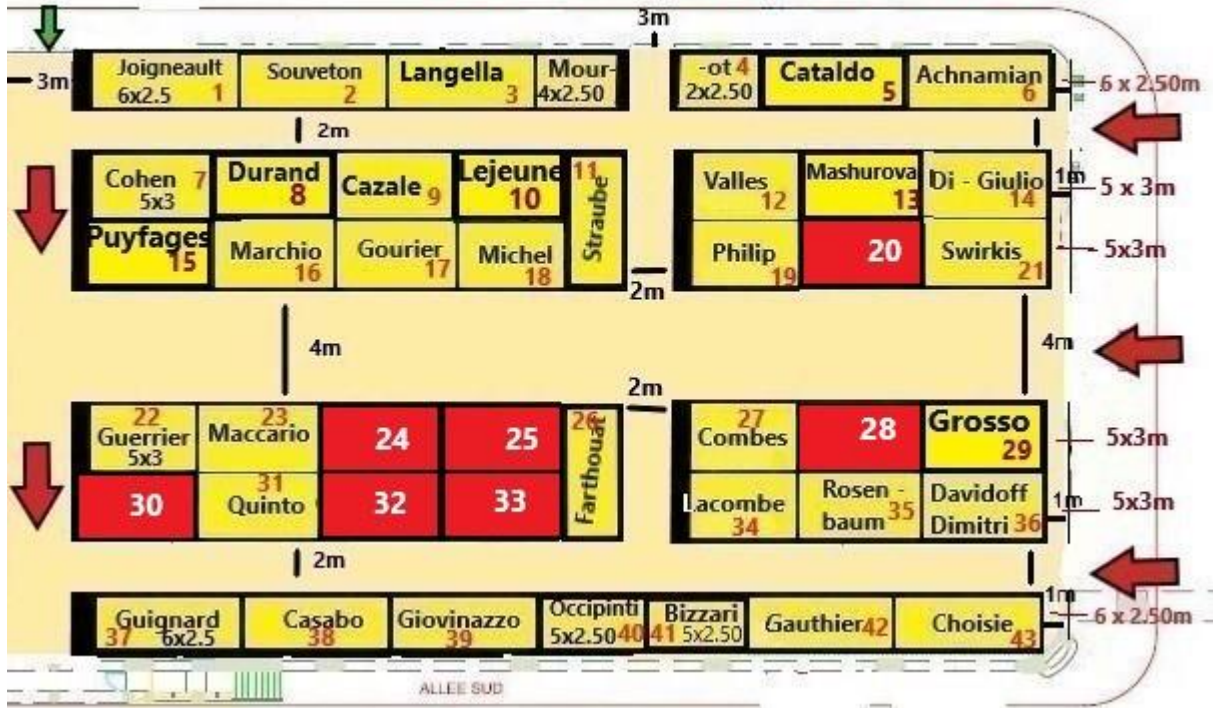 3m
3m
Joigneault
6x2.5 1
Souveton
2
Langella
3
Mour-
4x2.50
-ot 4
2x2.50
Cataldo
5
Achnamian
6
6 x 2.50m
2m
Cohen 7
5x3
Durand
8
Cazale 9
Lejeune
10
11
Straube
Valles
12
Mashurova
13
Di - Giulio
14
1m
5 x 3m
Puyfages
15
Marchio
16
Gourier
17
Michel
18
Philip
19
20
Swirkis
21
5x3m
2m
4m
4m
2m
22
Guerrier
5x3
23
Maccario
24
25
26
Farthouat
27
Combes
28
Grosso
29
5x3m
30
31
Quinto
32
33
Lacombe
34
Rosen -
baum 35
Davidoff
Dimitri 36
1m
5x3m
2m
1m
Guignard
37 6x2.5
Casabo
38
Giovinazzo
39
Occipinti
5x2.50 40
Bizzari
41 5x2.50
Gauthier 42
Choisie
43
6 x 2.50m
ALLEE SUD